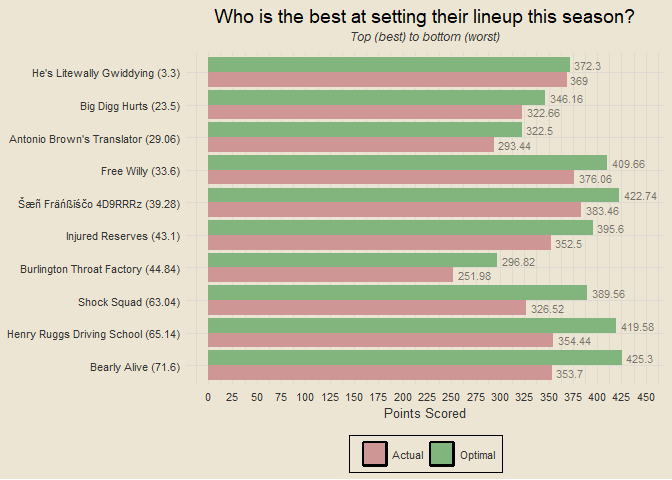 Who is the best at setting their lineup this season?
Top (best) to bottom (worst)
He's Litewally Gwiddying (3.3)
372.3
369
Big Digg Hurts (23.5)
346.16
322.66
Antonio Brown's Translator (29.06)
322.5
293.44
Free Willy (33.6)
409.66
376.06
Šæñ Fráńßïśčo 4D9RRRz (39.28)
422.74
383.46
Injured Reserves (43.1)
395.6
352.5
Burlington Throat Factory (44.84)
296.82
251.98
Shock Squad (63.04)
389.56
326.52
Henry Ruggs Driving School (65.14)
419.58
354.44
Bearly Alive (71.6)
425.3
353.7
0 25 50 75 100 125 150 175 200 225 250 275 300 325 350 375 400 425 450
Points Scored
Actual Optimal